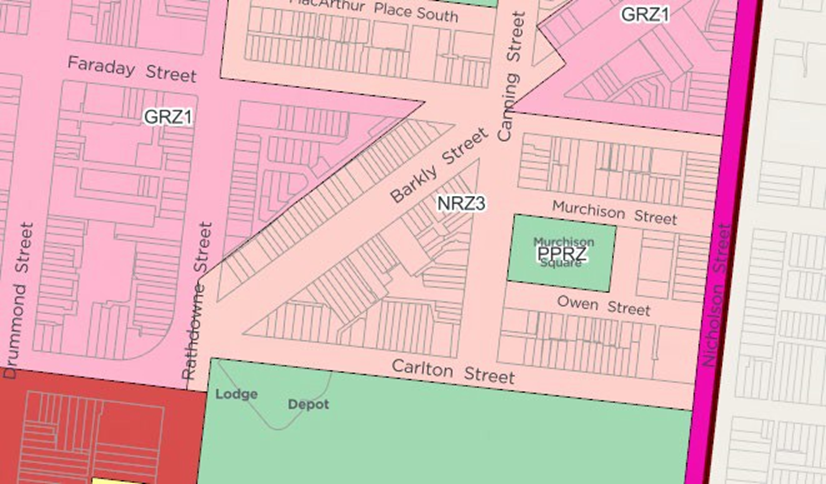 MacArthur Place South
GRZ1
Faraday Street
Canning Street
GRZ1
Barkly Street
NRZ3
Murchison Street
Murchison
PPRZ
Square
Owen Street
Drummond Street
Rathdowne Street
Nicholson Street
Carlton Street
Lodge
Depot